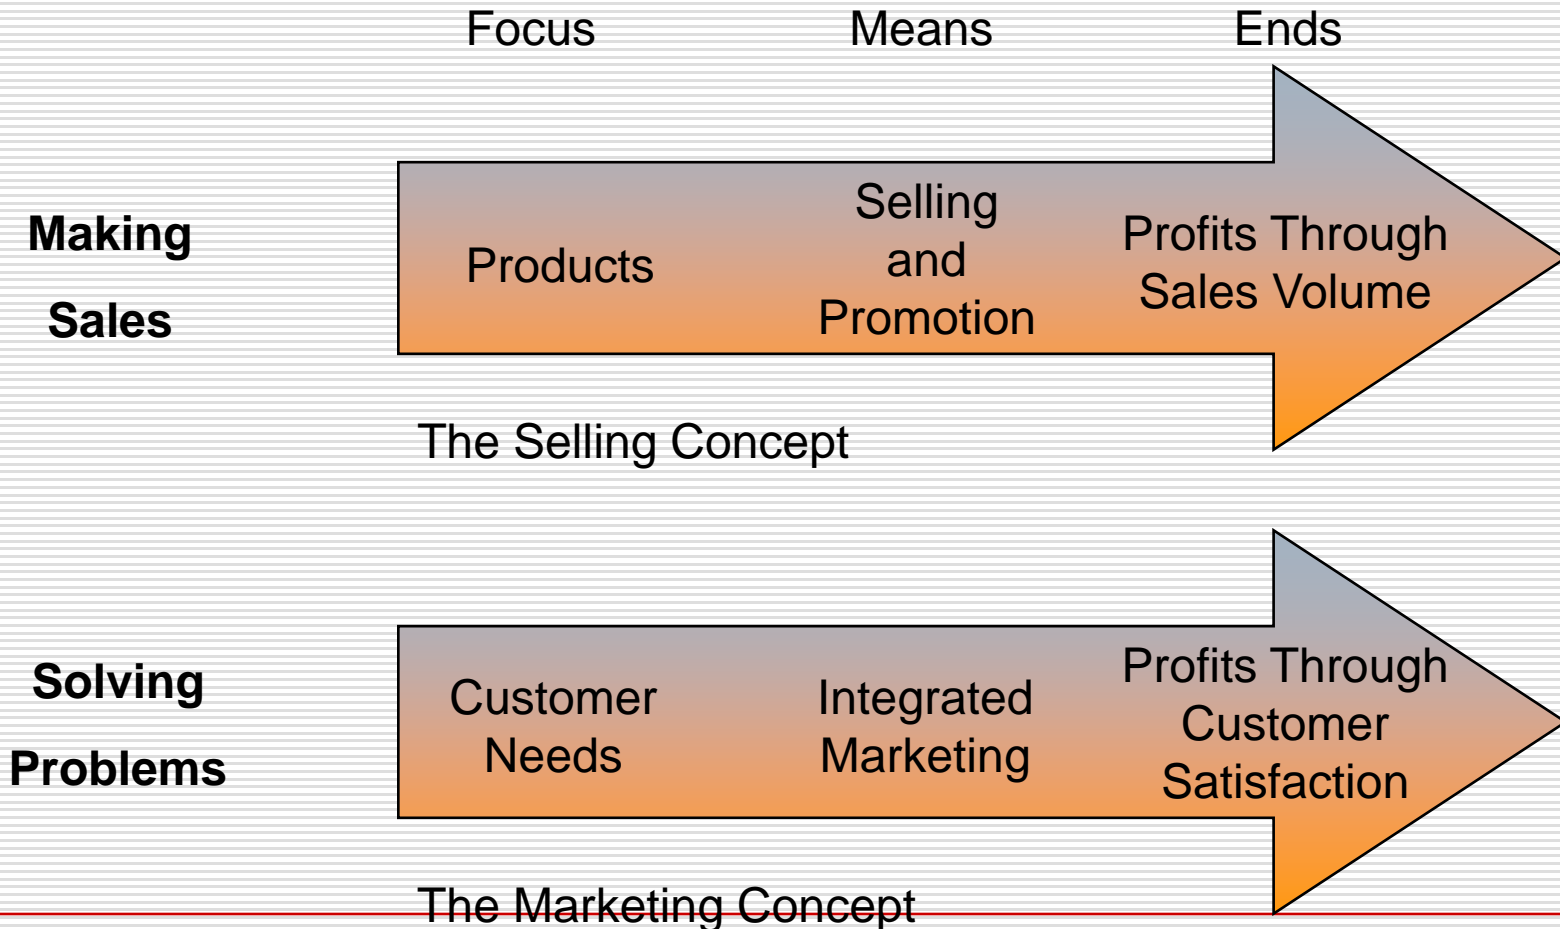 Focus Means Ends
Making
Sales
Products
Selling
and
Promotion
Profits Through
Sales Volume
The Selling Concept
Solving
Problems
Customer
Needs
Integrated
Marketing
Profits Through
Customer
Satisfaction
The Marketing Concept